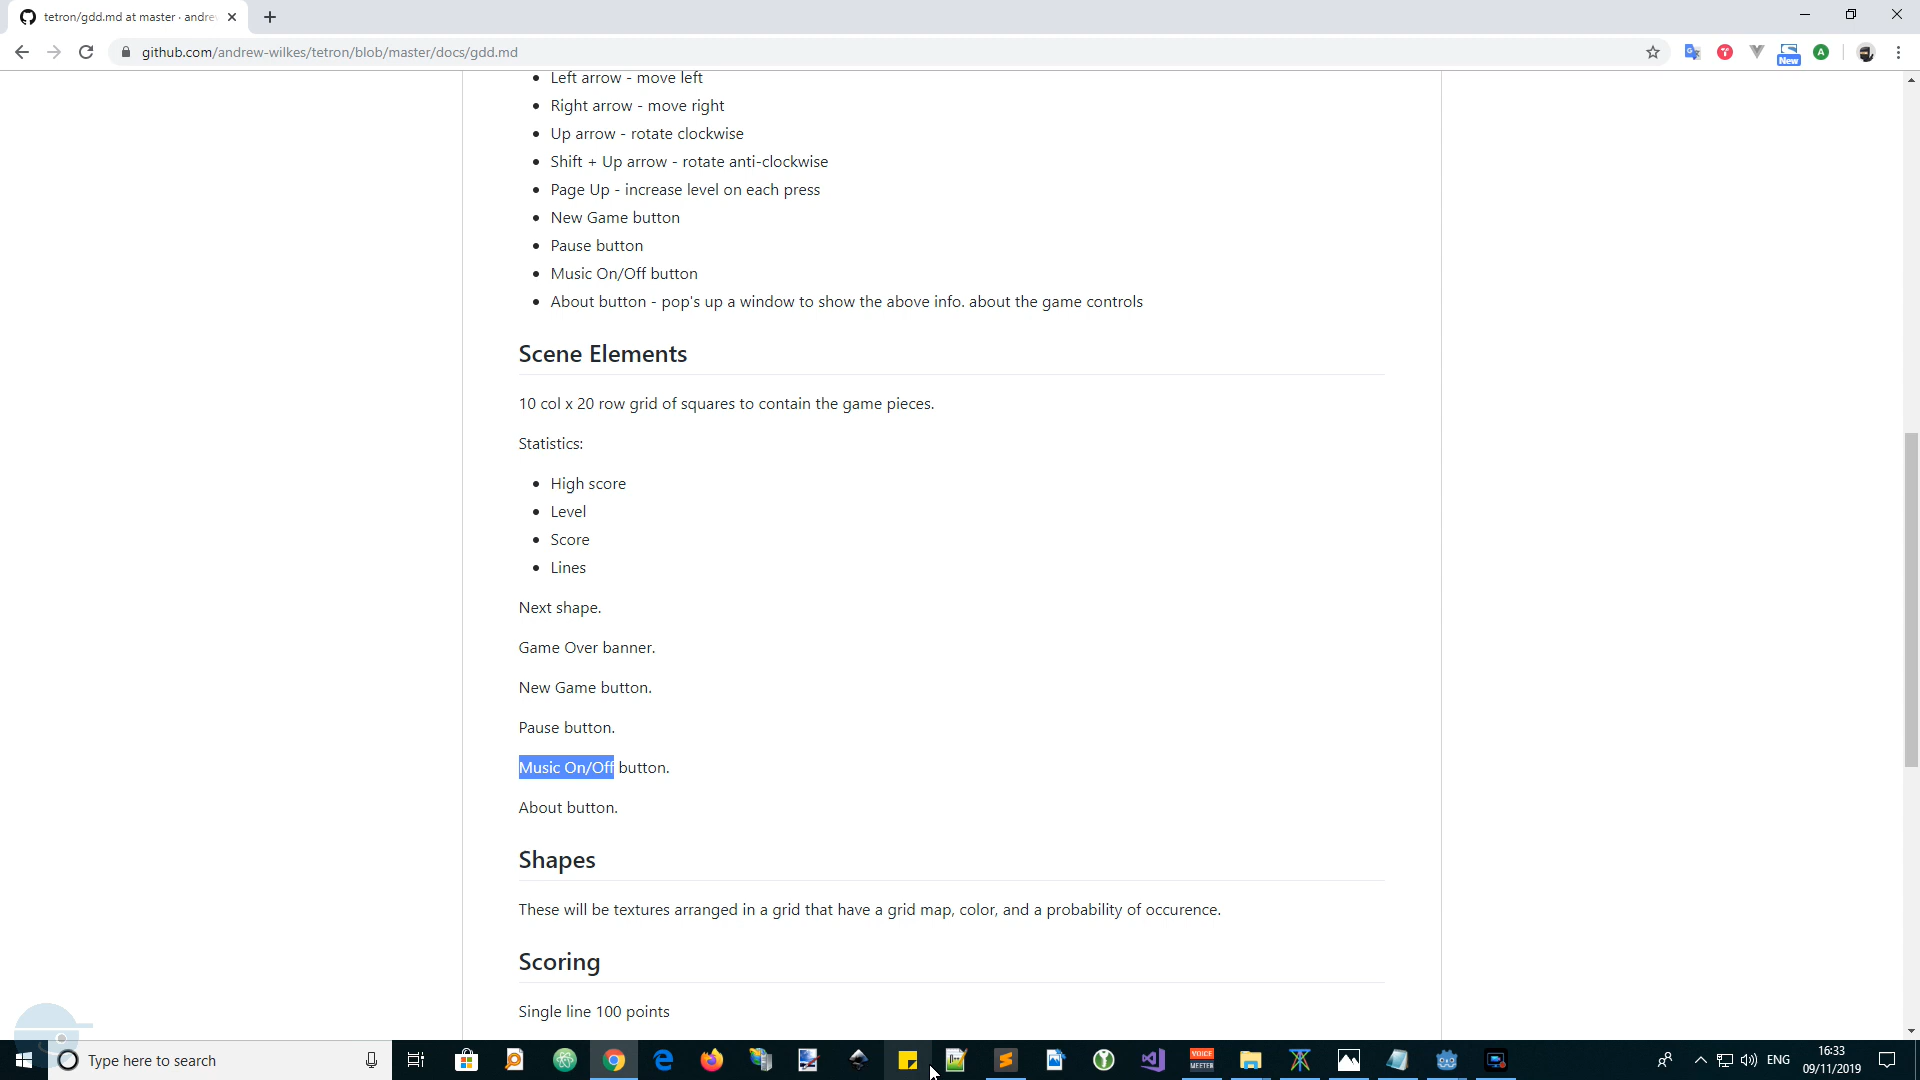 tetron/gdd.md at master · andre
github.com/andrew-wilkes/tetron/blob/master/docs/gdd.md
New
A
Left arrow - move left
Right arrow - move right
Up arrow - rotate clockwise
Shift + Up arrow - rotate anti-clockwise
Page Up - increase level on each press
New Game button
Pause button
Music On/Off button
About button - pop's up a window to show the above info. about the game controls
Scene Elements
10 col x 20 row grid of squares to contain the game pieces.
Statistics:
High score
Level
Score
Lines
Next shape.
Game Over banner.
New Game button.
Pause button.
Music On/Off button.
About button.
Shapes
These will be textures arranged in a grid that have a grid map, color, and a probability of occurence.
Scoring
Single line 100 points
Type here to search
VOICE
MEETER
ENG
16:33
09/11/2019